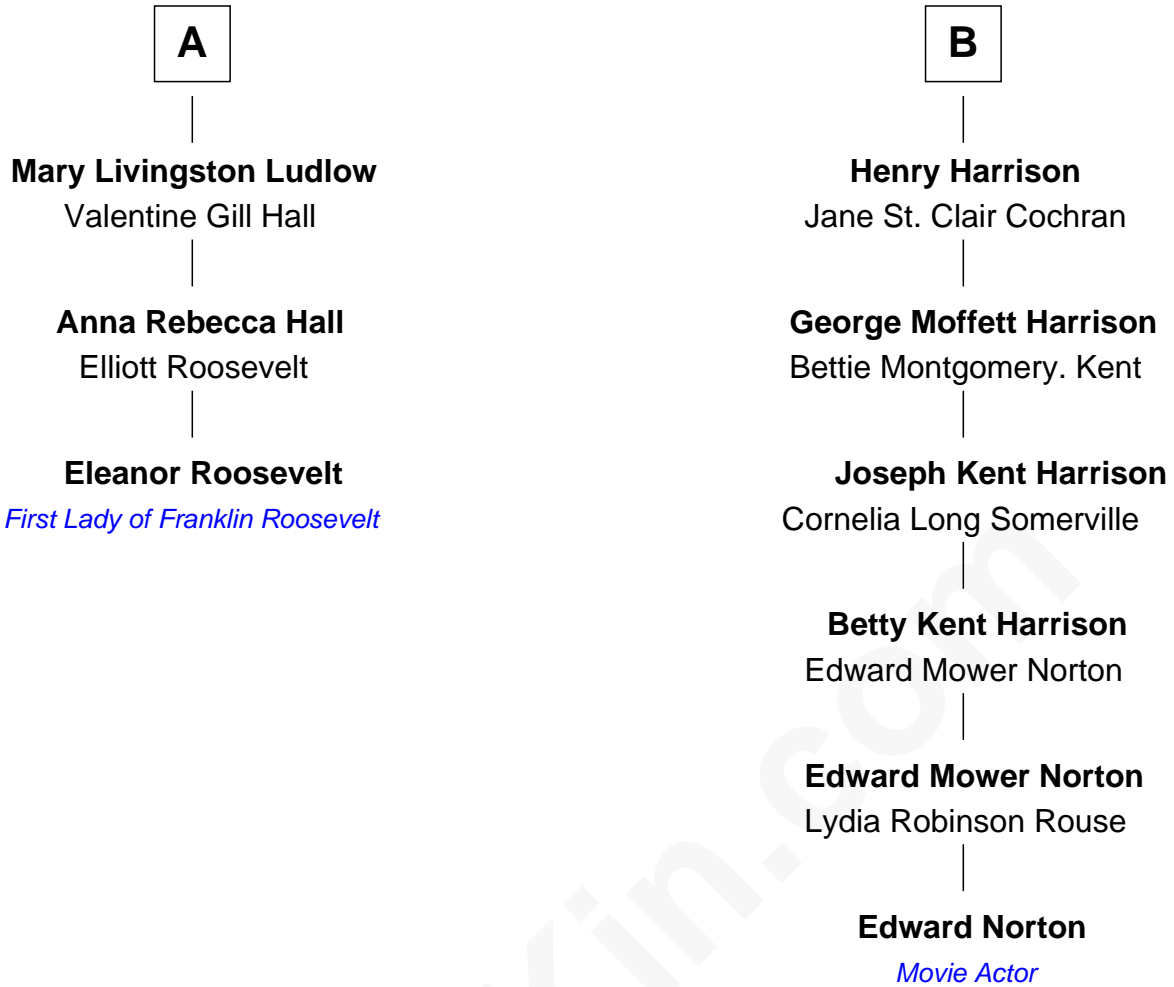 A
Mary Livingston Ludlow
Valentine Gill Hall
Anna Rebecca Hall
Elliott Roosevelt
Eleanor Roosevelt
First Lady of Franklin Roosevelt
B
Henry Harrison
Jane St. Clair Cochran
George Moffett Harrison
Bettie Montgomery. Kent
Joseph Kent Harrison
Cornelia Long Somerville
Betty Kent Harrison
Edward Mower Norton
Edward Mower Norton
Lydia Robinson Rouse
Edward Norton
Movie Actor
Kin.com